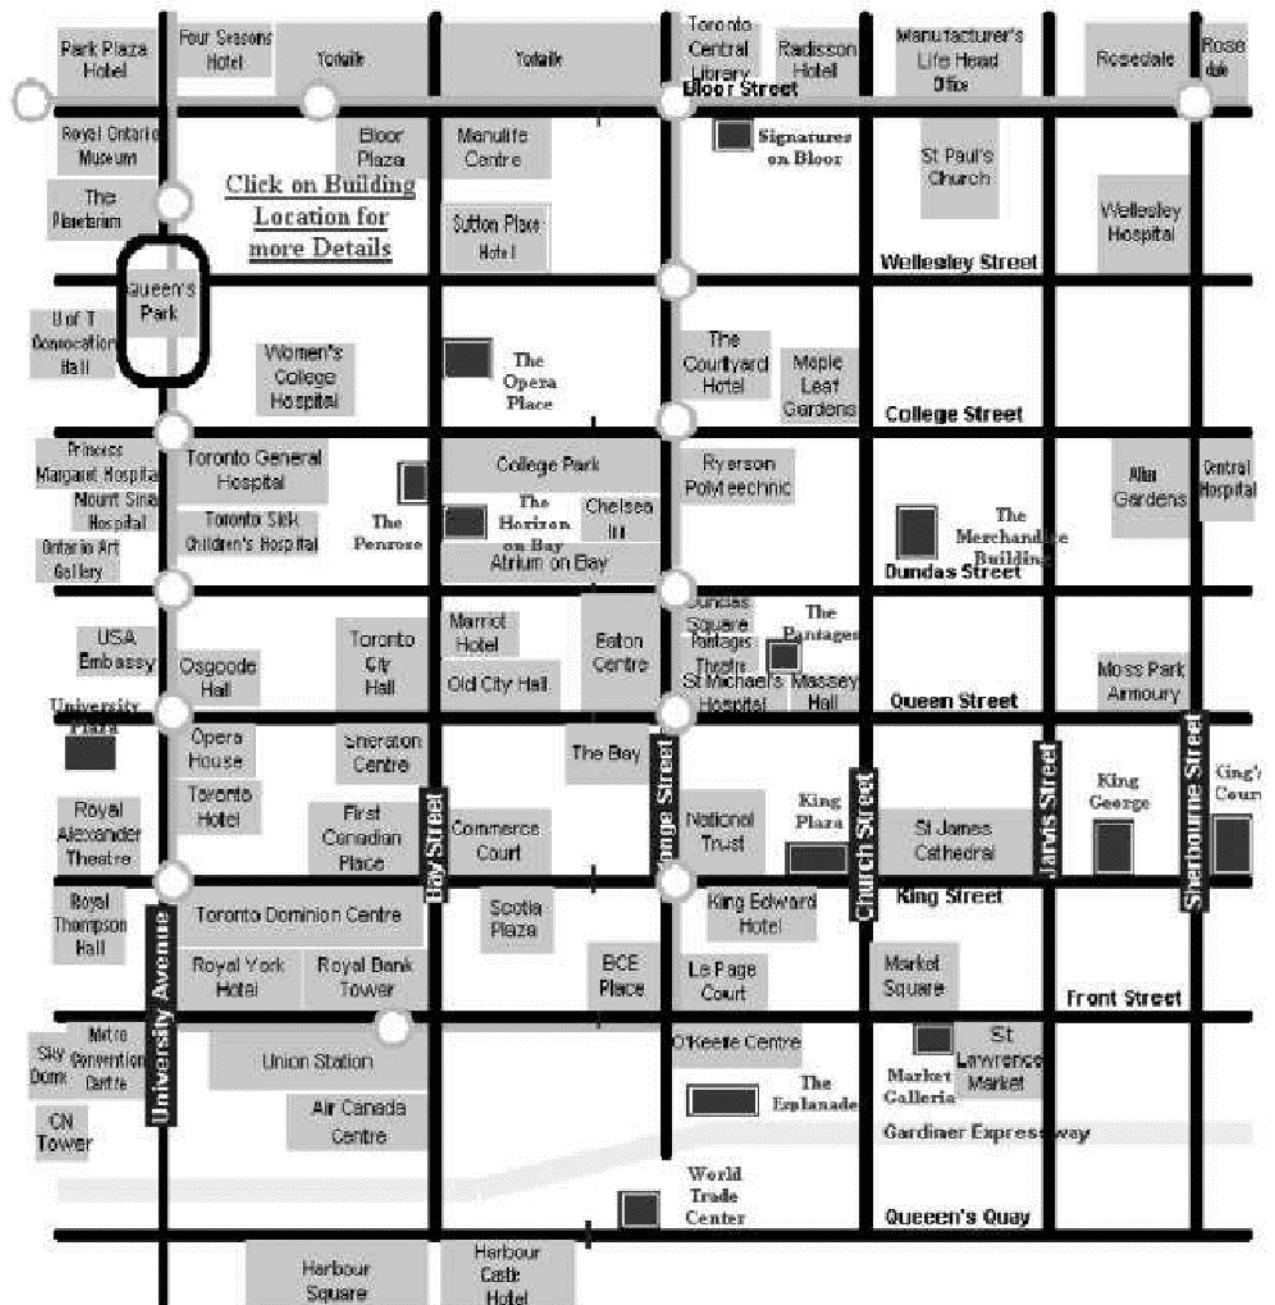 Park Plaza
Hotel
Four Seasons
Hotel
Yorkville
Yorkville
Toronto
Central
Library
Radisson
Hotel
Manufacturer's
Life Head
Office
Rosedale
Rose
dale
Bloor Street
Royal Ontario
Museum
Bloor
Plaza
Manulife
Centre
Signatures
on Bloor
St Paul's
Church
The
Planetarium
Click on Building
Location for
more Details
Sutton Place
Hotel
Wellesley
Hospital
Wellesley Street
Queen's
Park
U of T
Convocation
Hall
Women's
College
Hospital
The
Opera
Place
The
Courtyard
Hotel
Maple
Leaf
Gardens
College Street
Princess
Margaret Hospital
Mount Sinai
Hospital
Ontario Art
Gallery
Toronto General
Hospital
Toronto Sick
Children's Hospital
The
Penrose
College Park
The
Horizon
on Bay
Chelsea
Inn
Atrium on Bay
Ryerson
Polyteechnic
The
Merchandize
Building
Allan
Gardens
Central
Hospital
Dundas Street
USA
Embassy
Osgoode
Hall
Toronto
City
Hall
Marriot
Hotel
Old City Hall
Eaton
Centre
Dundas
Square
Pantages
Theatre
The
Pantages
St Michael's
Hospital
Massey
Hall
Moss Park
Armoury
Queen Street
University
Plaza
Opera
House
Sheraton
Centre
The Bay
Yonge Street
Toronto
Hotel
Royal
Alexander
Theatre
First
Canadian
Place
Bay Street
Commerce
Court
National
Trust
King
Plaza
Church Street
St James
Cathedral
Jarvis Street
King
George
Sherbourne Street
King's
Court
King Street
Royal
Thompson
Hall
University Avenue
Toronto Dominion Centre
Scotia
Plaza
King Edward
Hotel
Royal York
Hotel
Royal Bank
Tower
BCE
Place
Le Page
Court
Market
Square
Front Street
Sky
Dome
Metro
Convention
Centre
Union Station
O'Keefe Centre
St
Lawrence
Market
Market
Galleria
CN
Tower
Air Canada
Centre
The
Esplanade
Gardiner Expressway
World
Trade
Center
Queeen's Quay
Harbour
Square
Harbour
Castle
Hotel